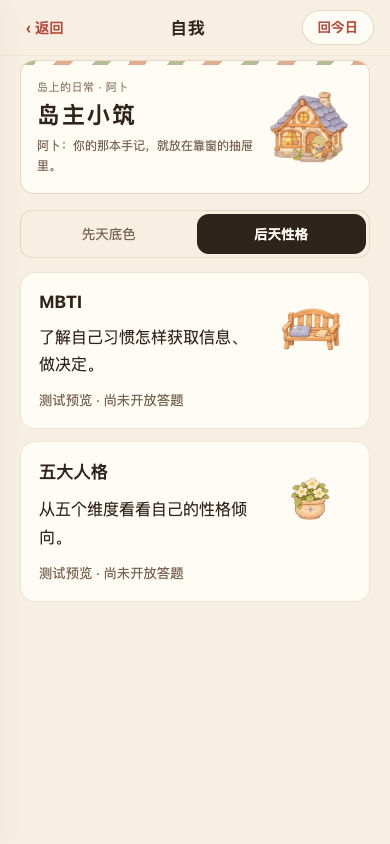 ‹ 返回
自我
回今日
岛上的日常 · 阿卜
岛主小筑
阿卜：你的那本手记，就放在靠窗的抽屉
里。
先天底色
后天性格
MBTI
了解自己习惯怎样获取信息、
做决定。
测试预览 · 尚未开放答题
五大人格
从五个维度看看自己的性格倾
向。
测试预览 · 尚未开放答题